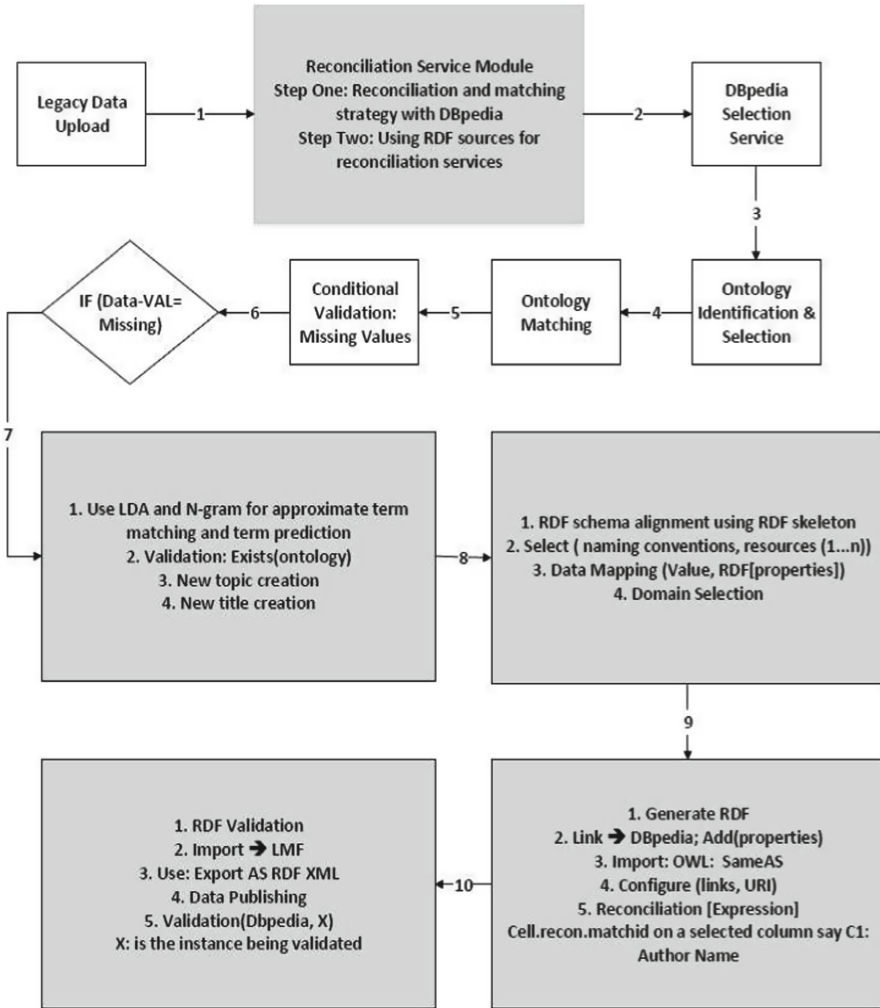 Legacy Data
Upload
1
Reconciliation Service Module
Step One: Reconciliation and matching
strategy with DBpedia
Step Two: Using RDF sources for
reconciliation services
2
DBpedia
Selection
Service
3
Ontology
Identification &
Selection
4
Ontology
Matching
5
Conditional
Validation:
Missing Values
6
IF (Data-VAL=
Missing)
7
1. Use LDA and N-gram for approximate term
matching and term prediction
2. Validation: Exists(ontology)
3. New topic creation
4. New title creation
8
1. RDF schema alignment using RDF skeleton
2. Select ( naming conventions, resources (1...n))
3. Data Mapping (Value, RDF[properties])
4. Domain Selection
9
1. Generate RDF
2. Link ➔ DBpedia; Add(properties)
3. Import: OWL: SameAS
4. Configure (links, URI)
5. Reconciliation [Expression]
Cell.recon.matchid on a selected column say C1:
Author Name
10
1. RDF Validation
2. Import ➔ LMF
3. Use: Export AS RDF XML
4. Data Publishing
5. Validation(Dbpedia, X)
X: is the instance being validated